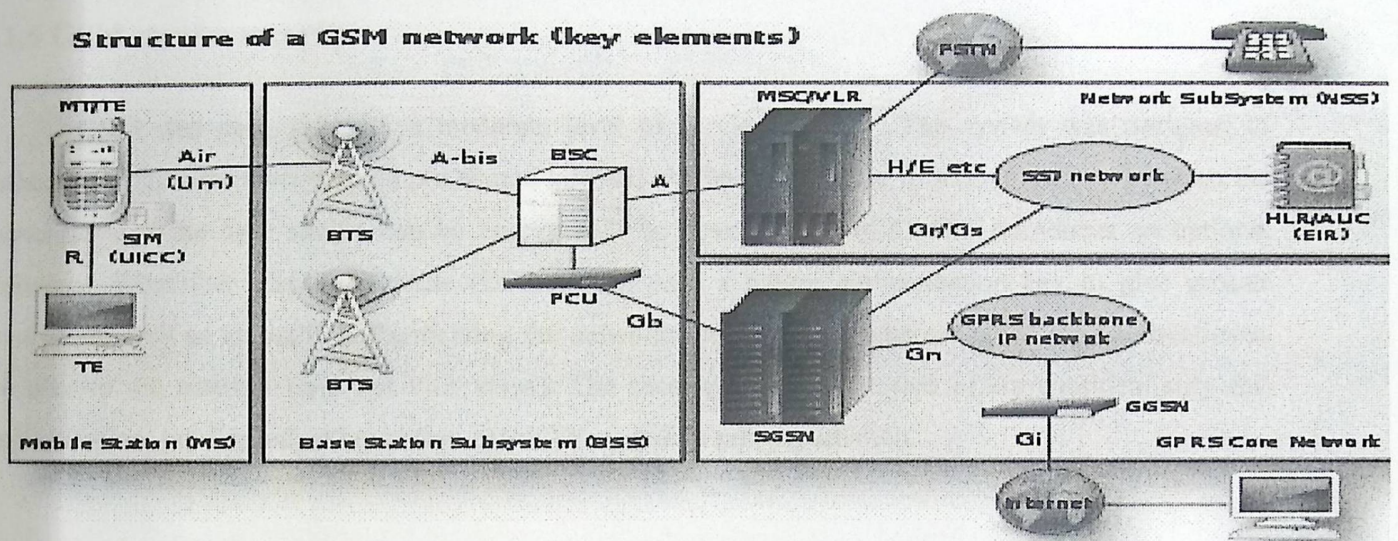 Structure of a GSM network (key elements)
PSTN
MT/TE
Air
(Um)
SIM
(UICC)
R
TE
Mobile Station (MS)
BTS
A-bis
BSC
PCU
BTS
Base Station Subsystem (BSS)
A
Gb
MSC/VLR
Network SubSystem (NSS)
H/E etc
SS7 network
HLR/AUC
(EIR)
Gr/Gs
SGSN
Gn
GPRS backbone
IP network
GGSN
Gi
GPRS Core Network
Internet